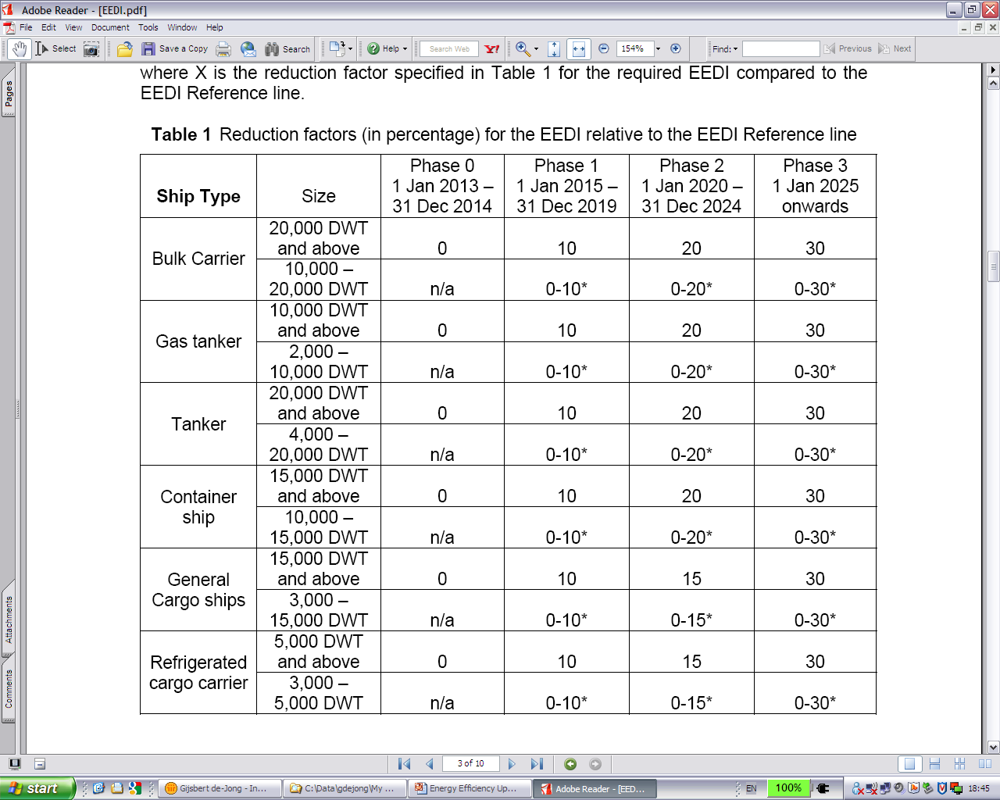 Adobe Reader - [EEDI.pdf]
File Edit View Document Tools Window Help
Select Save a Copy Search Help Search Web Y! 154% Find: Previous Next
Pages
Attachments
Comments
where X is the reduction factor specified in Table 1 for the required EEDI compared to the
EEDI Reference line.
Table 1 Reduction factors (in percentage) for the EEDI relative to the EEDI Reference line
Ship Type Size Phase 0 1 Jan 2013 – 31 Dec 2014 Phase 1 1 Jan 2015 – 31 Dec 2019 Phase 2 1 Jan 2020 – 31 Dec 2024 Phase 3 1 Jan 2025 onwards
Bulk Carrier 20,000 DWT and above 0 10 20 30
10,000 – 20,000 DWT n/a 0-10* 0-20* 0-30*
Gas tanker 10,000 DWT and above 0 10 20 30
2,000 – 10,000 DWT n/a 0-10* 0-20* 0-30*
Tanker 20,000 DWT and above 0 10 20 30
4,000 – 20,000 DWT n/a 0-10* 0-20* 0-30*
Container ship 15,000 DWT and above 0 10 20 30
10,000 – 15,000 DWT n/a 0-10* 0-20* 0-30*
General Cargo ships 15,000 DWT and above 0 10 15 30
3,000 – 15,000 DWT n/a 0-10* 0-15* 0-30*
Refrigerated cargo carrier 5,000 DWT and above 0 10 15 30
3,000 – 5,000 DWT n/a 0-10* 0-15* 0-30*
3 of 10
start Gijsbert de-Jong - In... C:\Data\gdejong\My ... Energy Efficiency Up... Adobe Reader - [EED... EN 100% 18:45